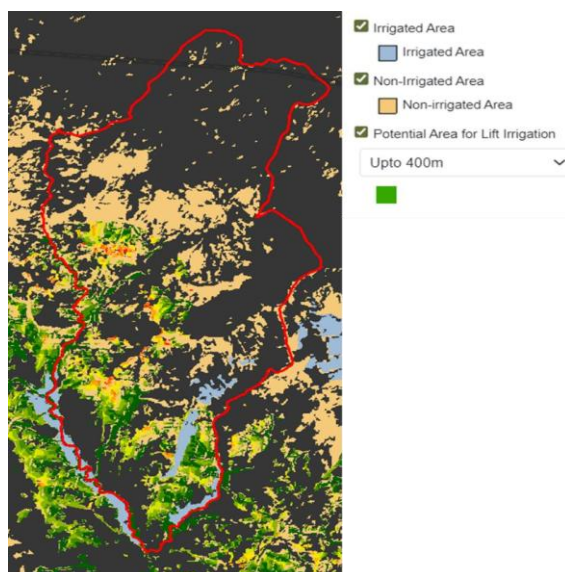 Irrigated Area
Irrigated Area
Non-Irrigated Area
Non-irrigated Area
Potential Area for Lift Irrigation
Upto 400m